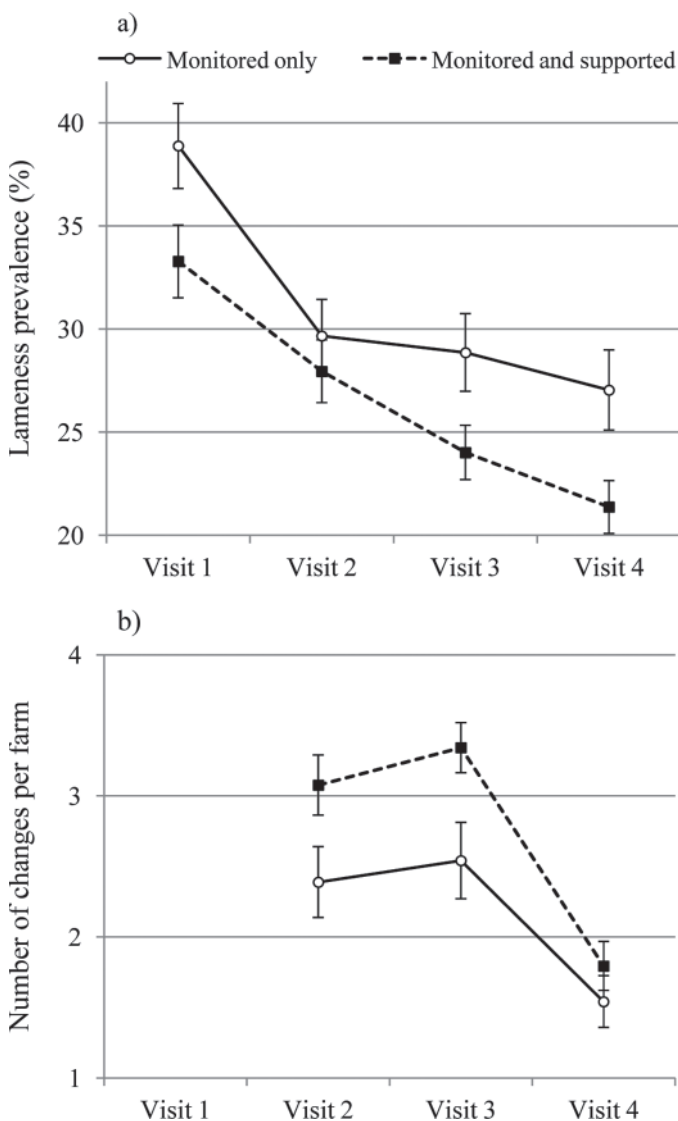 a)
Monitored only Monitored and supported
Lameness prevalence (%)
40
35
30
25
20
Visit 1 Visit 2 Visit 3 Visit 4
b)
Number of changes per farm
4
3
2
1
Visit 1 Visit 2 Visit 3 Visit 4